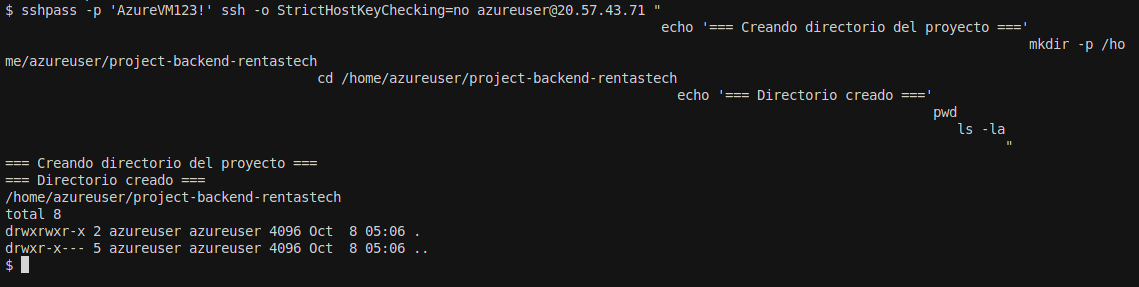 $ sshpass -p 'AzureVM123!' ssh -o StrictHostKeyChecking=no azureuser@20.57.43.71 "
echo '=== Creando directorio del proyecto ==='
mkdir -p /ho
me/azureuser/project-backend-rentastech
cd /home/azureuser/project-backend-rentastech
echo '=== Directorio creado ==='
pwd
ls -la
"
=== Creando directorio del proyecto ===
=== Directorio creado ===
/home/azureuser/project-backend-rentastech
total 8
drwxrwxr-x 2 azureuser azureuser 4096 Oct  8 05:06 .
drwxr-x--- 5 azureuser azureuser 4096 Oct  8 05:06 ..
$